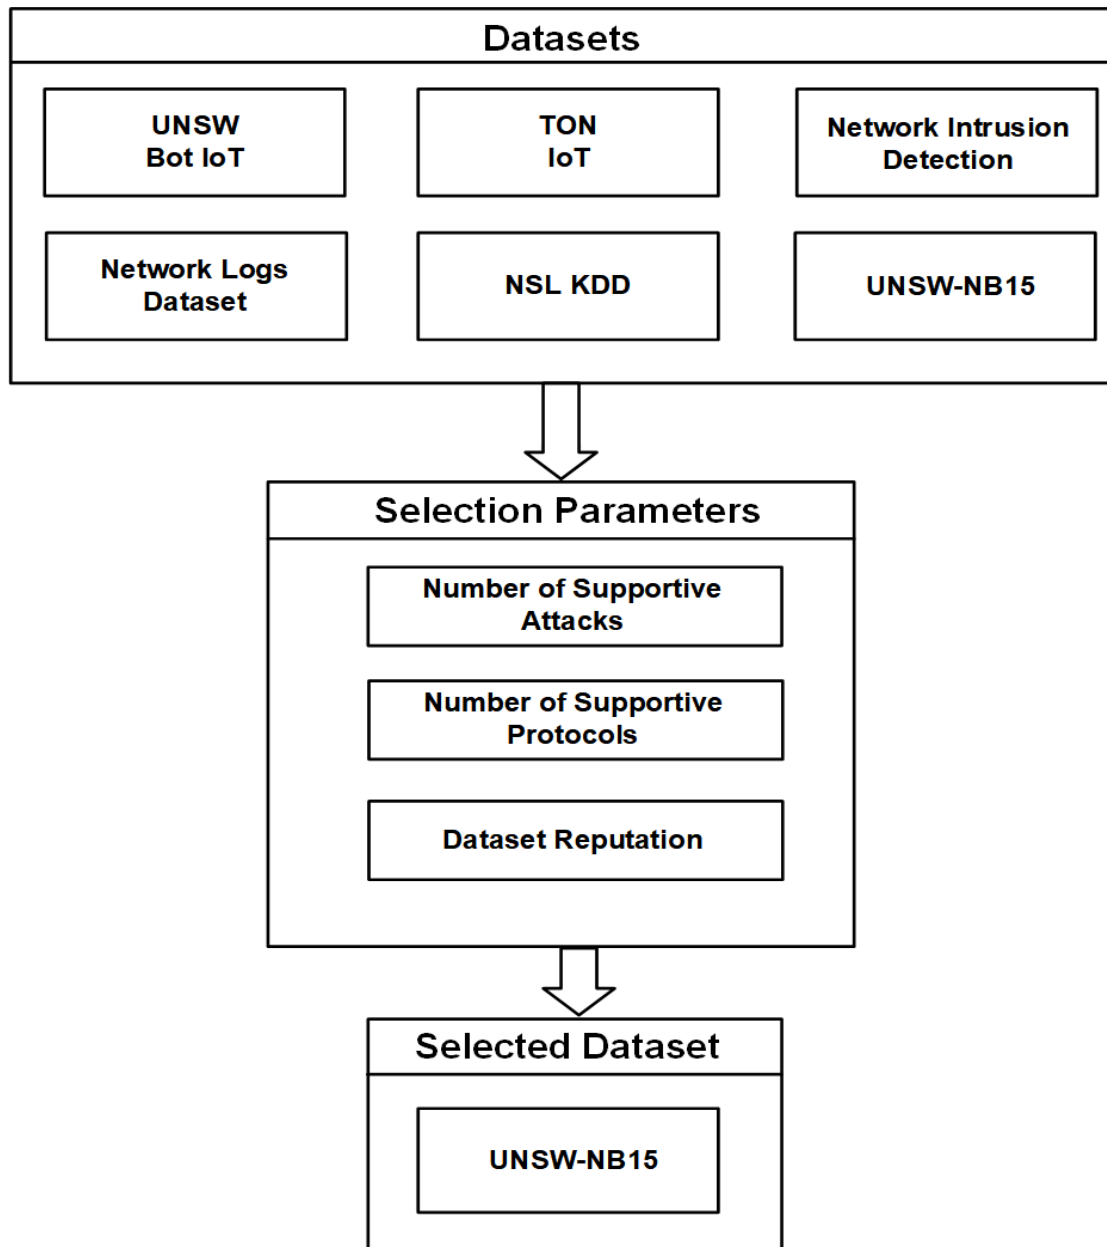 Datasets
UNSW
Bot IoT
TON
IoT
Network Intrusion
Detection
Network Logs
Dataset
NSL KDD
UNSW-NB15
Selection Parameters
Number of Supportive
Attacks
Number of Supportive
Protocols
Dataset Reputation
Selected Dataset
UNSW-NB15